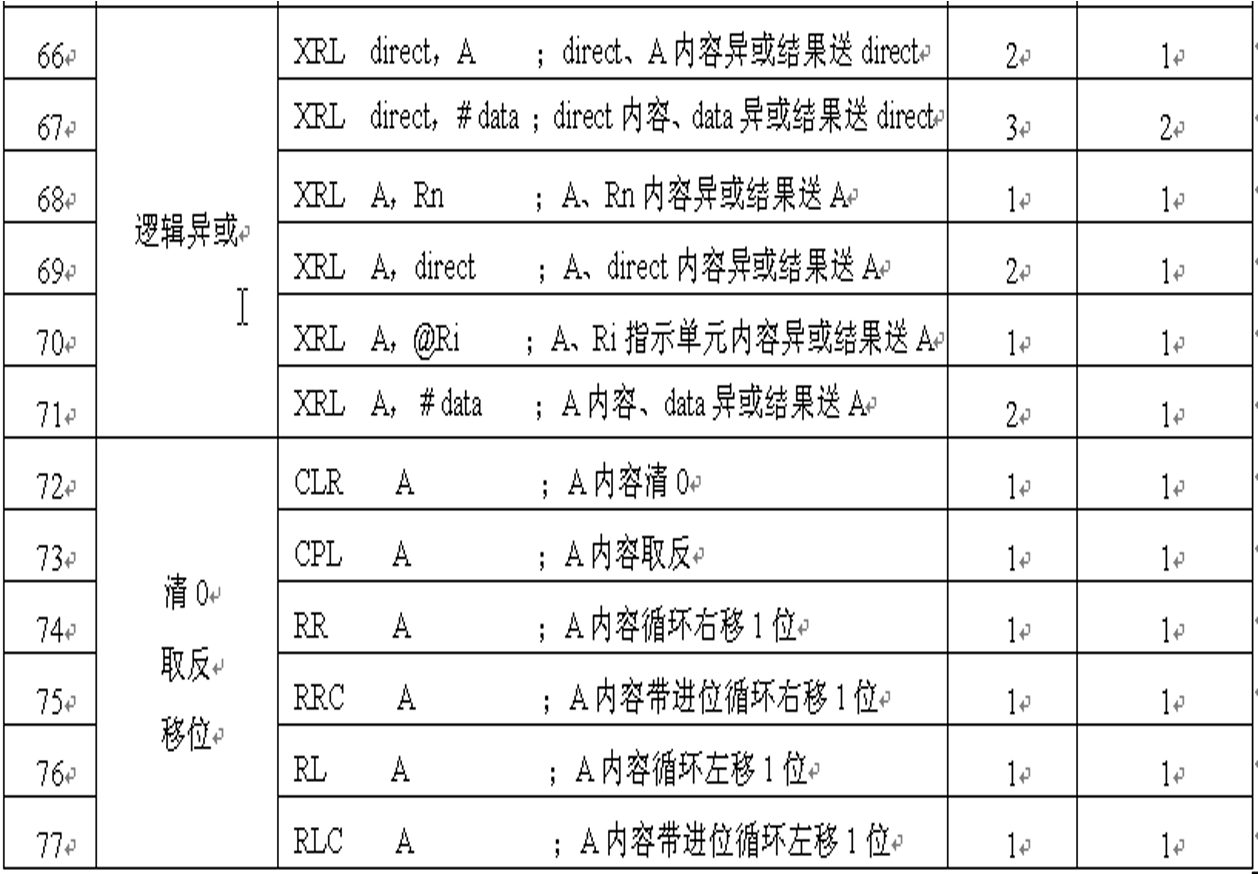 66 XRL direct，A ；direct、A 内容异或结果送 direct 2 1
67 XRL direct，#data ；direct 内容、data 异或结果送 direct 3 2
68 XRL A，Rn ；A、Rn 内容异或结果送 A 1 1
逻辑异或
69 XRL A，direct ；A、direct 内容异或结果送 A 2 1
70 XRL A，@Ri ；A、Ri 指示单元内容异或结果送 A 1 1
71 XRL A，#data ；A 内容、data 异或结果送 A 2 1
72 CLR A ；A 内容清 0 1 1
73 CPL A ；A 内容取反 1 1
清 0
74 RR A ；A 内容循环右移 1 位 1 1
取反
75 RRC A ；A 内容带进位循环右移 1 位 1 1
移位
76 RL A ；A 内容循环左移 1 位 1 1
77 RLC A ；A 内容带进位循环左移 1 位 1 1